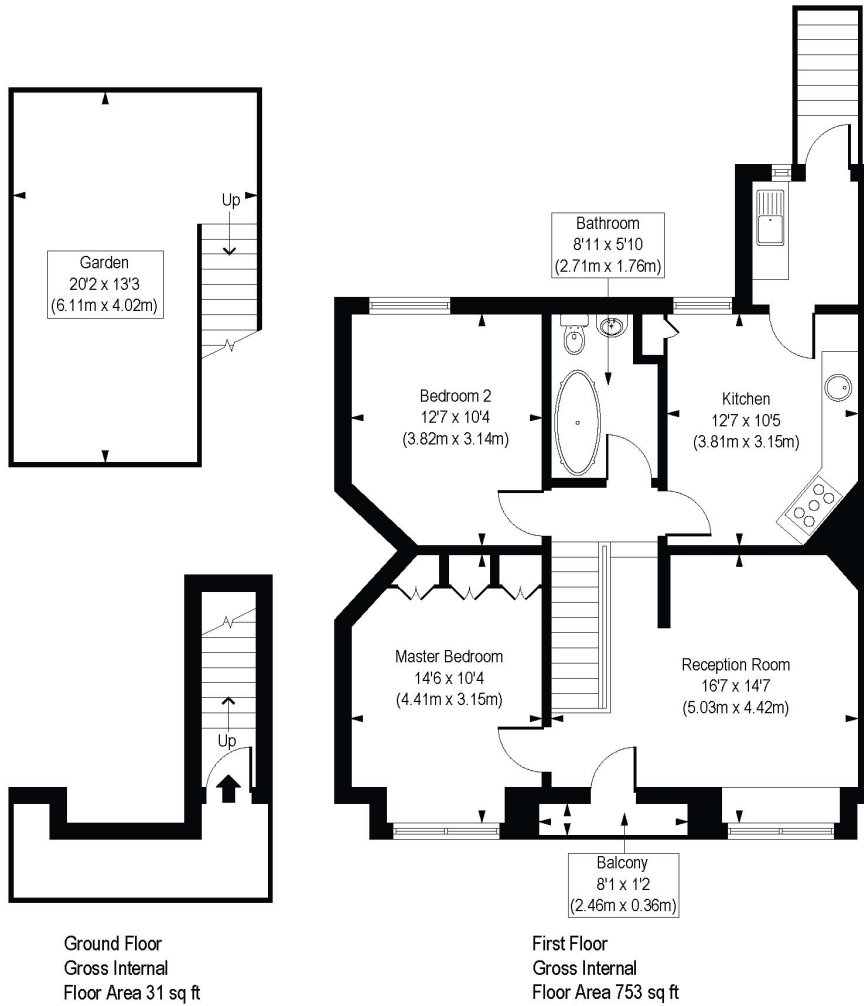 Up
Garden
20'2 x 13'3
(6.11m x 4.02m)
Bathroom
8'11 x 5'10
(2.71m x 1.76m)
Bedroom 2
12'7 x 10'4
(3.82m x 3.14m)
Kitchen
12'7 x 10'5
(3.81m x 3.15m)
Master Bedroom
14'6 x 10'4
(4.41m x 3.15m)
Reception Room
16'7 x 14'7
(5.03m x 4.42m)
Up
Balcony
8'1 x 1'2
(2.46m x 0.36m)
Ground Floor
Gross Internal
Floor Area 31 sq ft
First Floor
Gross Internal
Floor Area 753 sq ft